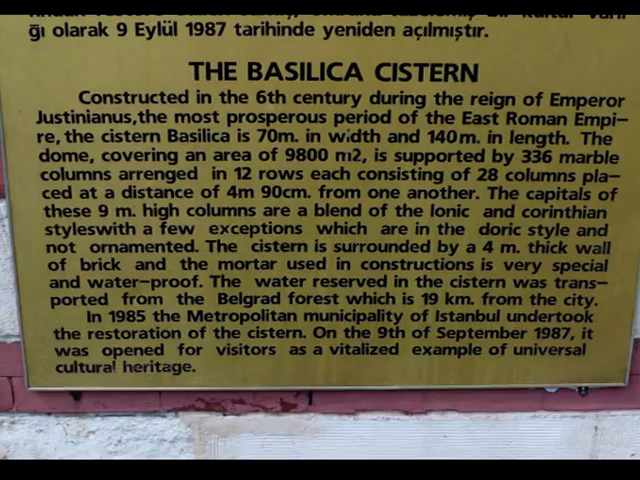 ğı olarak 9 Eylül 1987 tarihinde yeniden açılmıştır.
THE BASILICA CISTERN
Constructed in the 6th century during the reign of Emperor
Justinianus,the most prosperous period of the East Roman Empi-
re, the cistern Basilica is 70m. in width and 140m. in length. The
dome, covering an area of 9800 m2, is supported by 336 marble
columns arrenged in 12 rows each consisting of 28 columns pla-
ced at a distance of 4m 90cm. from one another. The capitals of
these 9 m. high columns are a blend of the Ionic and corinthian
styleswith a few exceptions which are in the doric style and
not ornamented. The cistern is surrounded by a 4 m. thick wall
of brick and the mortar used in constructions is very special
and water-proof. The water reserved in the cistern was trans-
ported from the Belgrad forest which is 19 km. from the city.
In 1985 the Metropolitan municipality of Istanbul undertook
the restoration of the cistern. On the 9th of September 1987, it
was opened for visitors as a vitalized example of universal
cultural heritage.